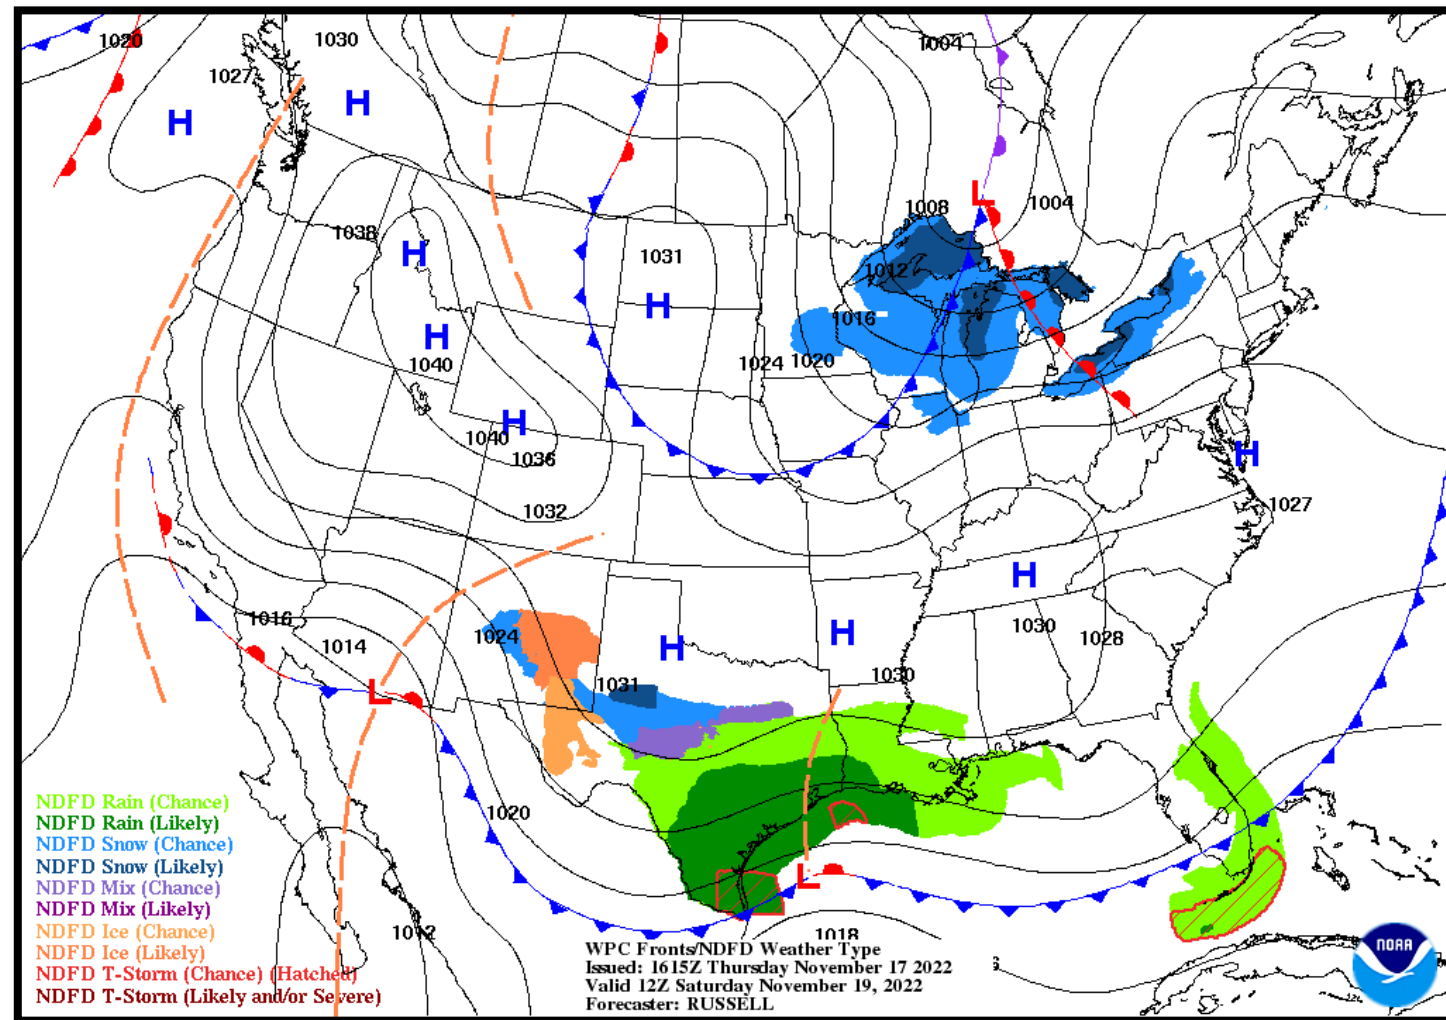 1020
1030
1004
1027
H
H
L
1004
1008
1038
H
1031
1012
H
1016
H
1040
1024
1020
H
1040
1036
H
1032
1027
H
1016
1024
H
H
1030
1028
1014
1031
1030
L
1020
L
1012
1018
NDFD Rain (Chance)
NDFD Rain (Likely)
NDFD Snow (Chance)
NDFD Snow (Likely)
NDFD Mix (Chance)
NDFD Mix (Likely)
NDFD Ice (Chance)
NDFD Ice (Likely)
NDFD T-Storm (Chance) (Hatched)
NDFD T-Storm (Likely and/or Severe)
WPC Fronts/NDFD Weather Type
Issued: 1615Z Thursday November 17 2022
Valid 12Z Saturday November 19, 2022
Forecaster: RUSSELL
NOAA